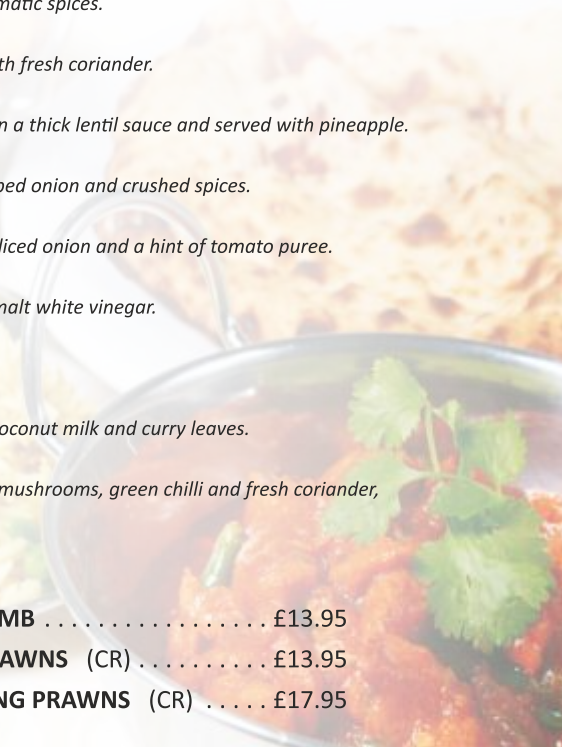 matic spices.
th fresh coriander.
n a thick lentil sauce and served with pineapple.
ped onion and crushed spices.
liced onion and a hint of tomato puree.
malt white vinegar.
oconut milk and curry leaves.
mushrooms, green chilli and fresh coriander,
MB . . . . . . . . . . . . . . . . . £13.95
AWNS (CR) . . . . . . . . . . £13.95
NG PRAWNS (CR) . . . . . £17.95